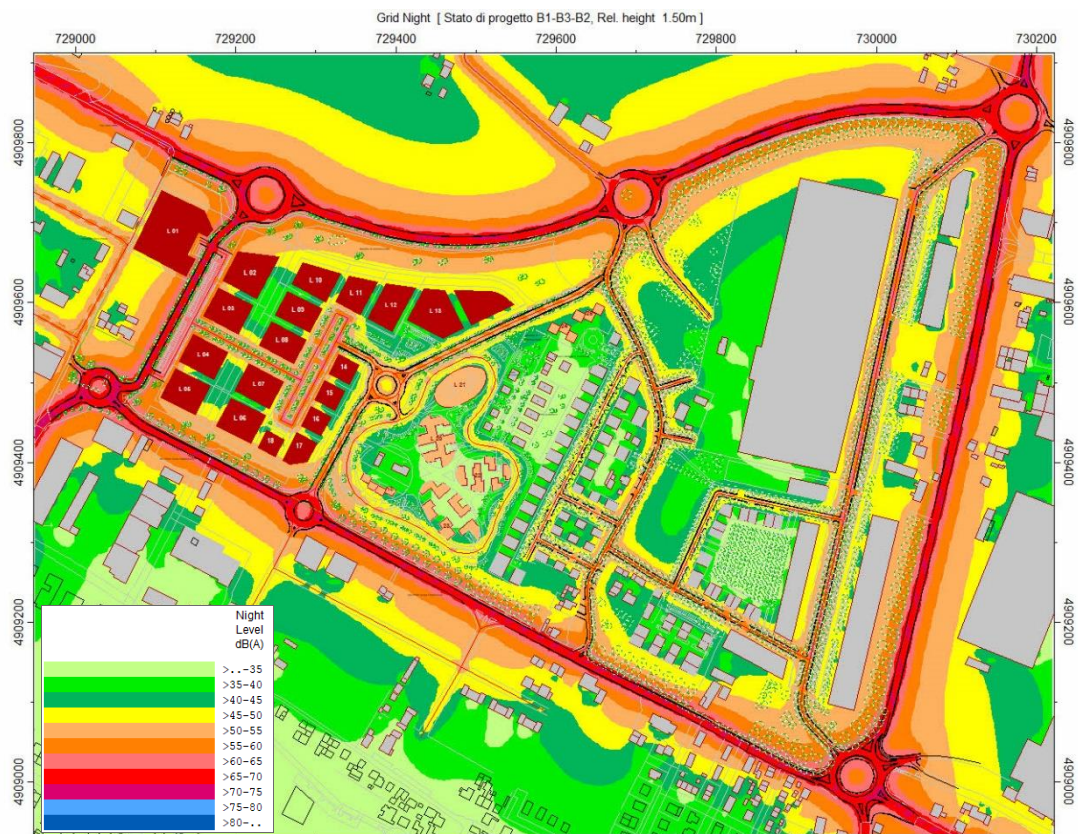 Grid Night [ Stato di progetto B1-B3-B2, Rel. height 1.50m ]
729000 729200 729400 729600 729800 730000 730200
4909800 4909800
4909600 4909600
4909400 4909400
4909200 4909200
4909000 4909000
L 01
L 02
L 10
L 11
L 12
L 03
L 09
L 08
L 04
L 07
14
15
16
17
18
L 06
L 27
Night
Level
dB(A)
>..-35
>35-40
>40-45
>45-50
>50-55
>55-60
>60-65
>65-70
>70-75
>75-80
>80-..